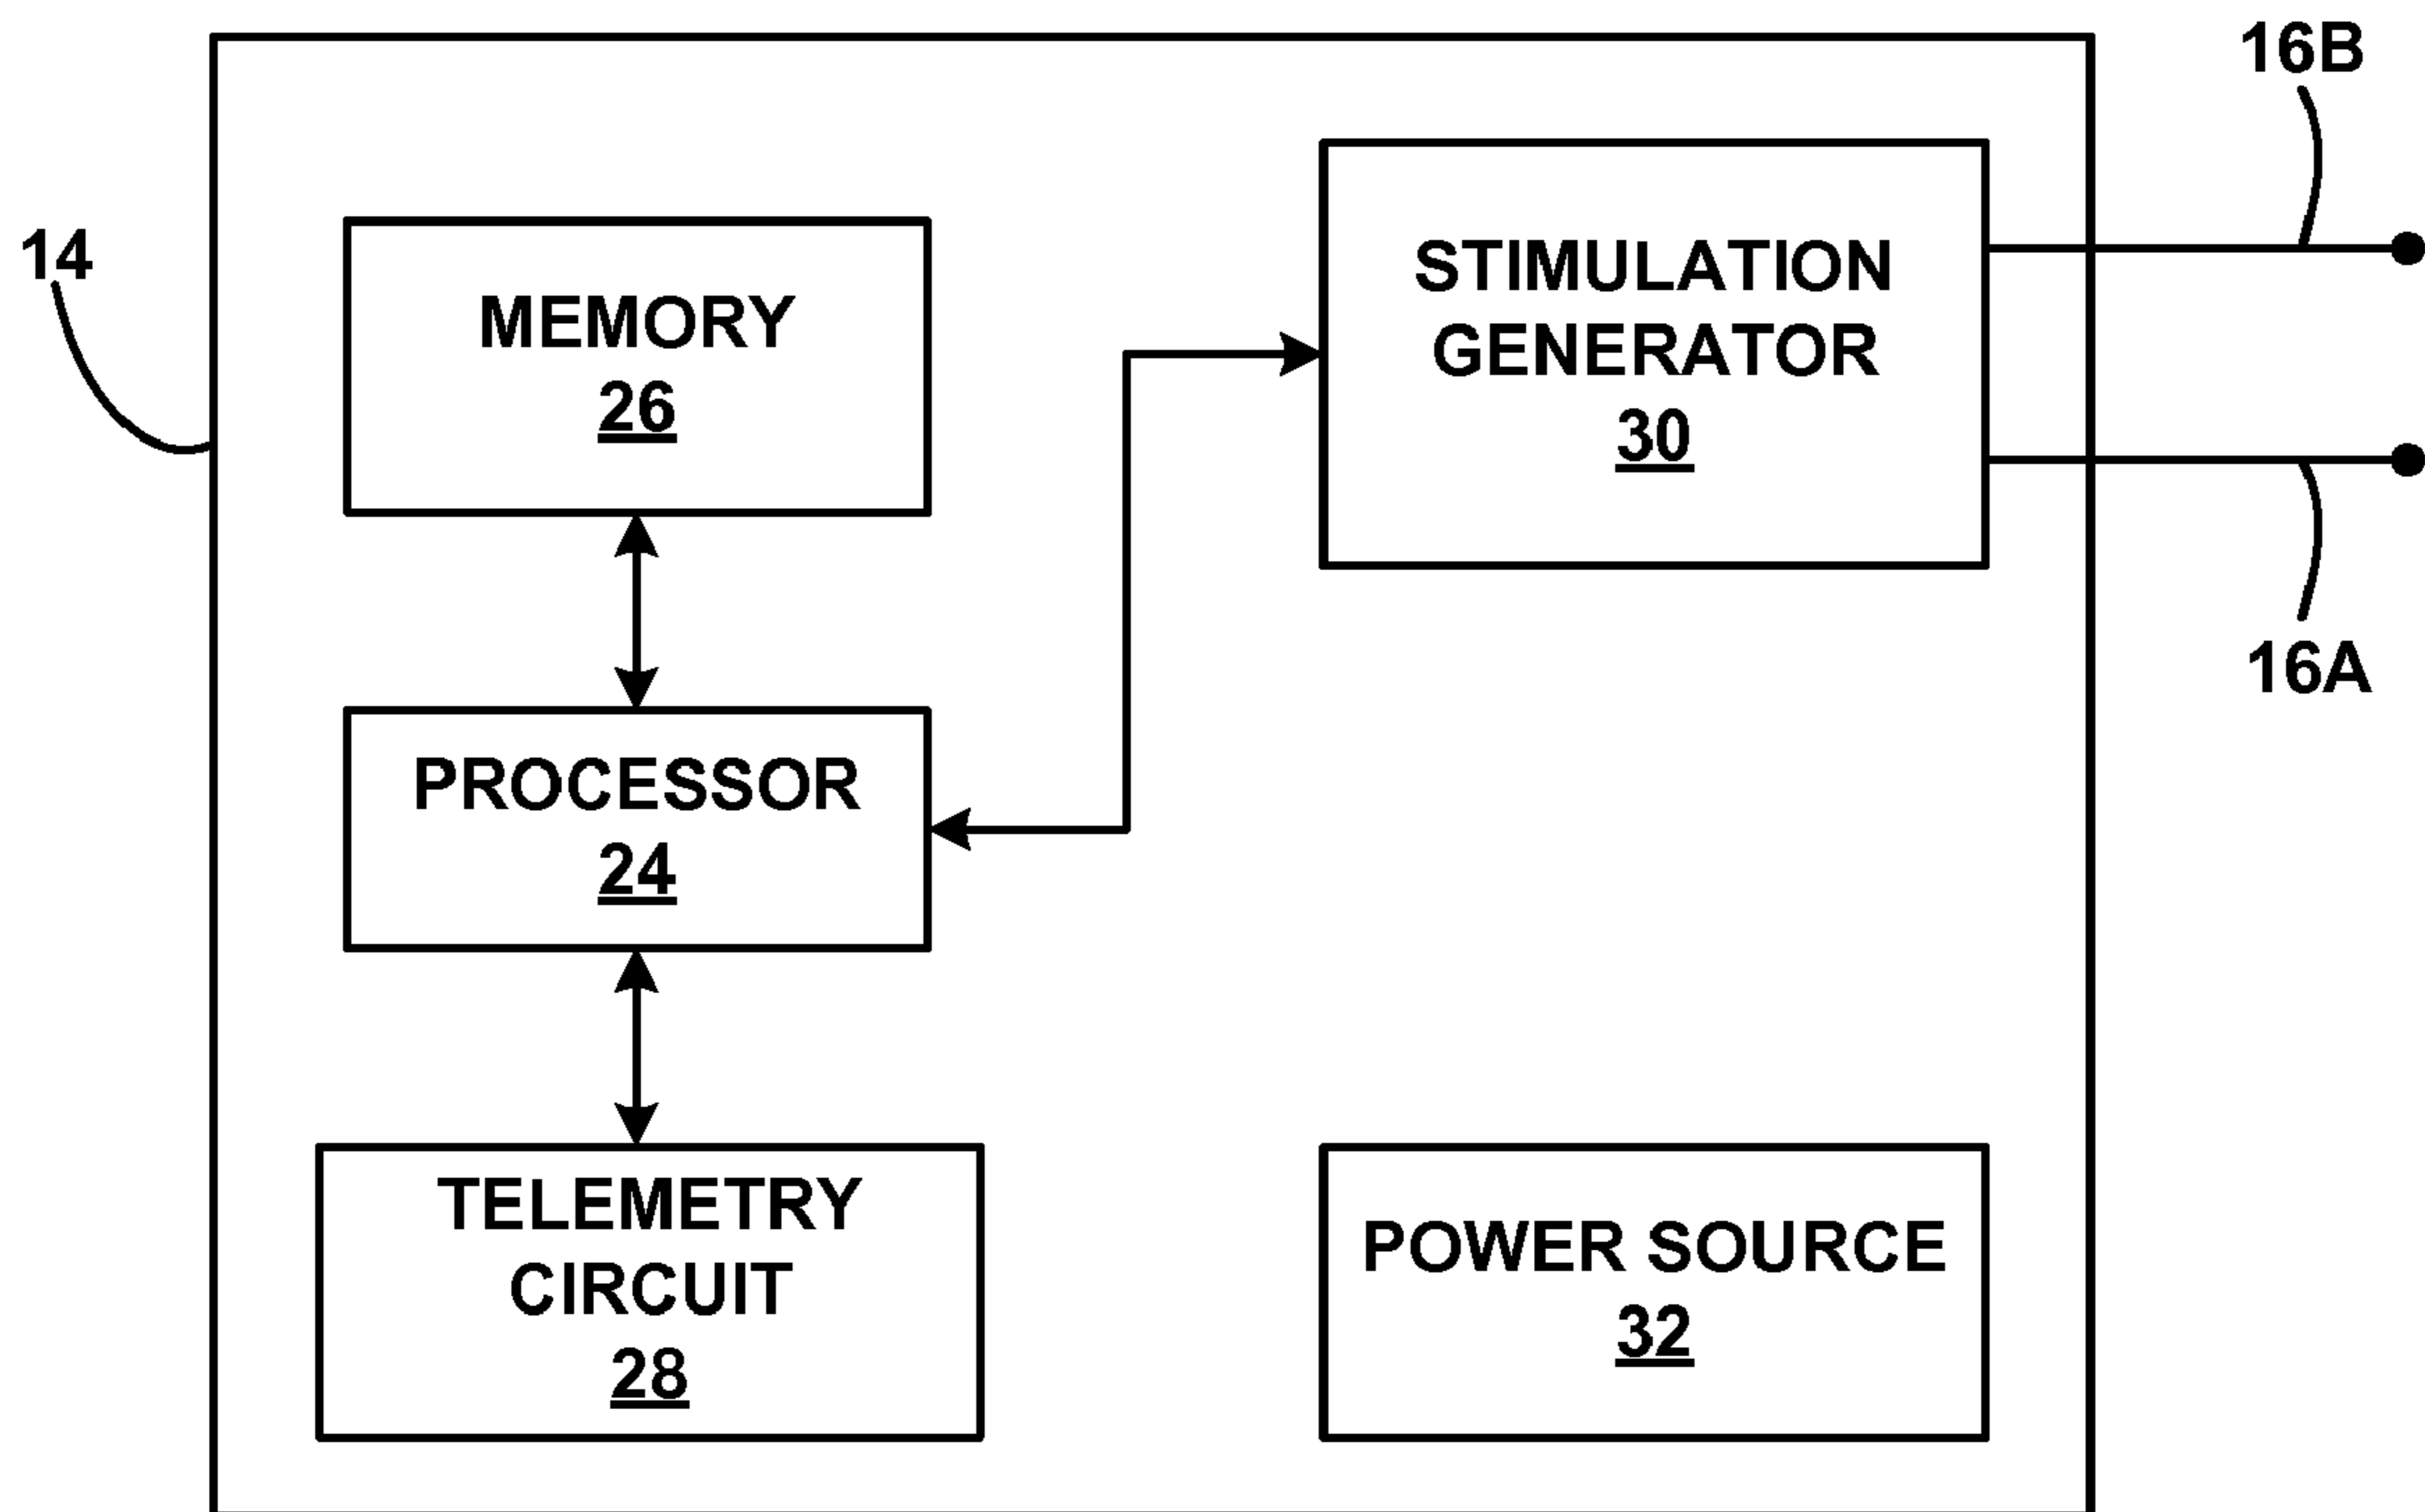 16B
14
MEMORY
26
STIMULATION
GENERATOR
30
16A
PROCESSOR
24
TELEMETRY
CIRCUIT
28
POWER SOURCE
32